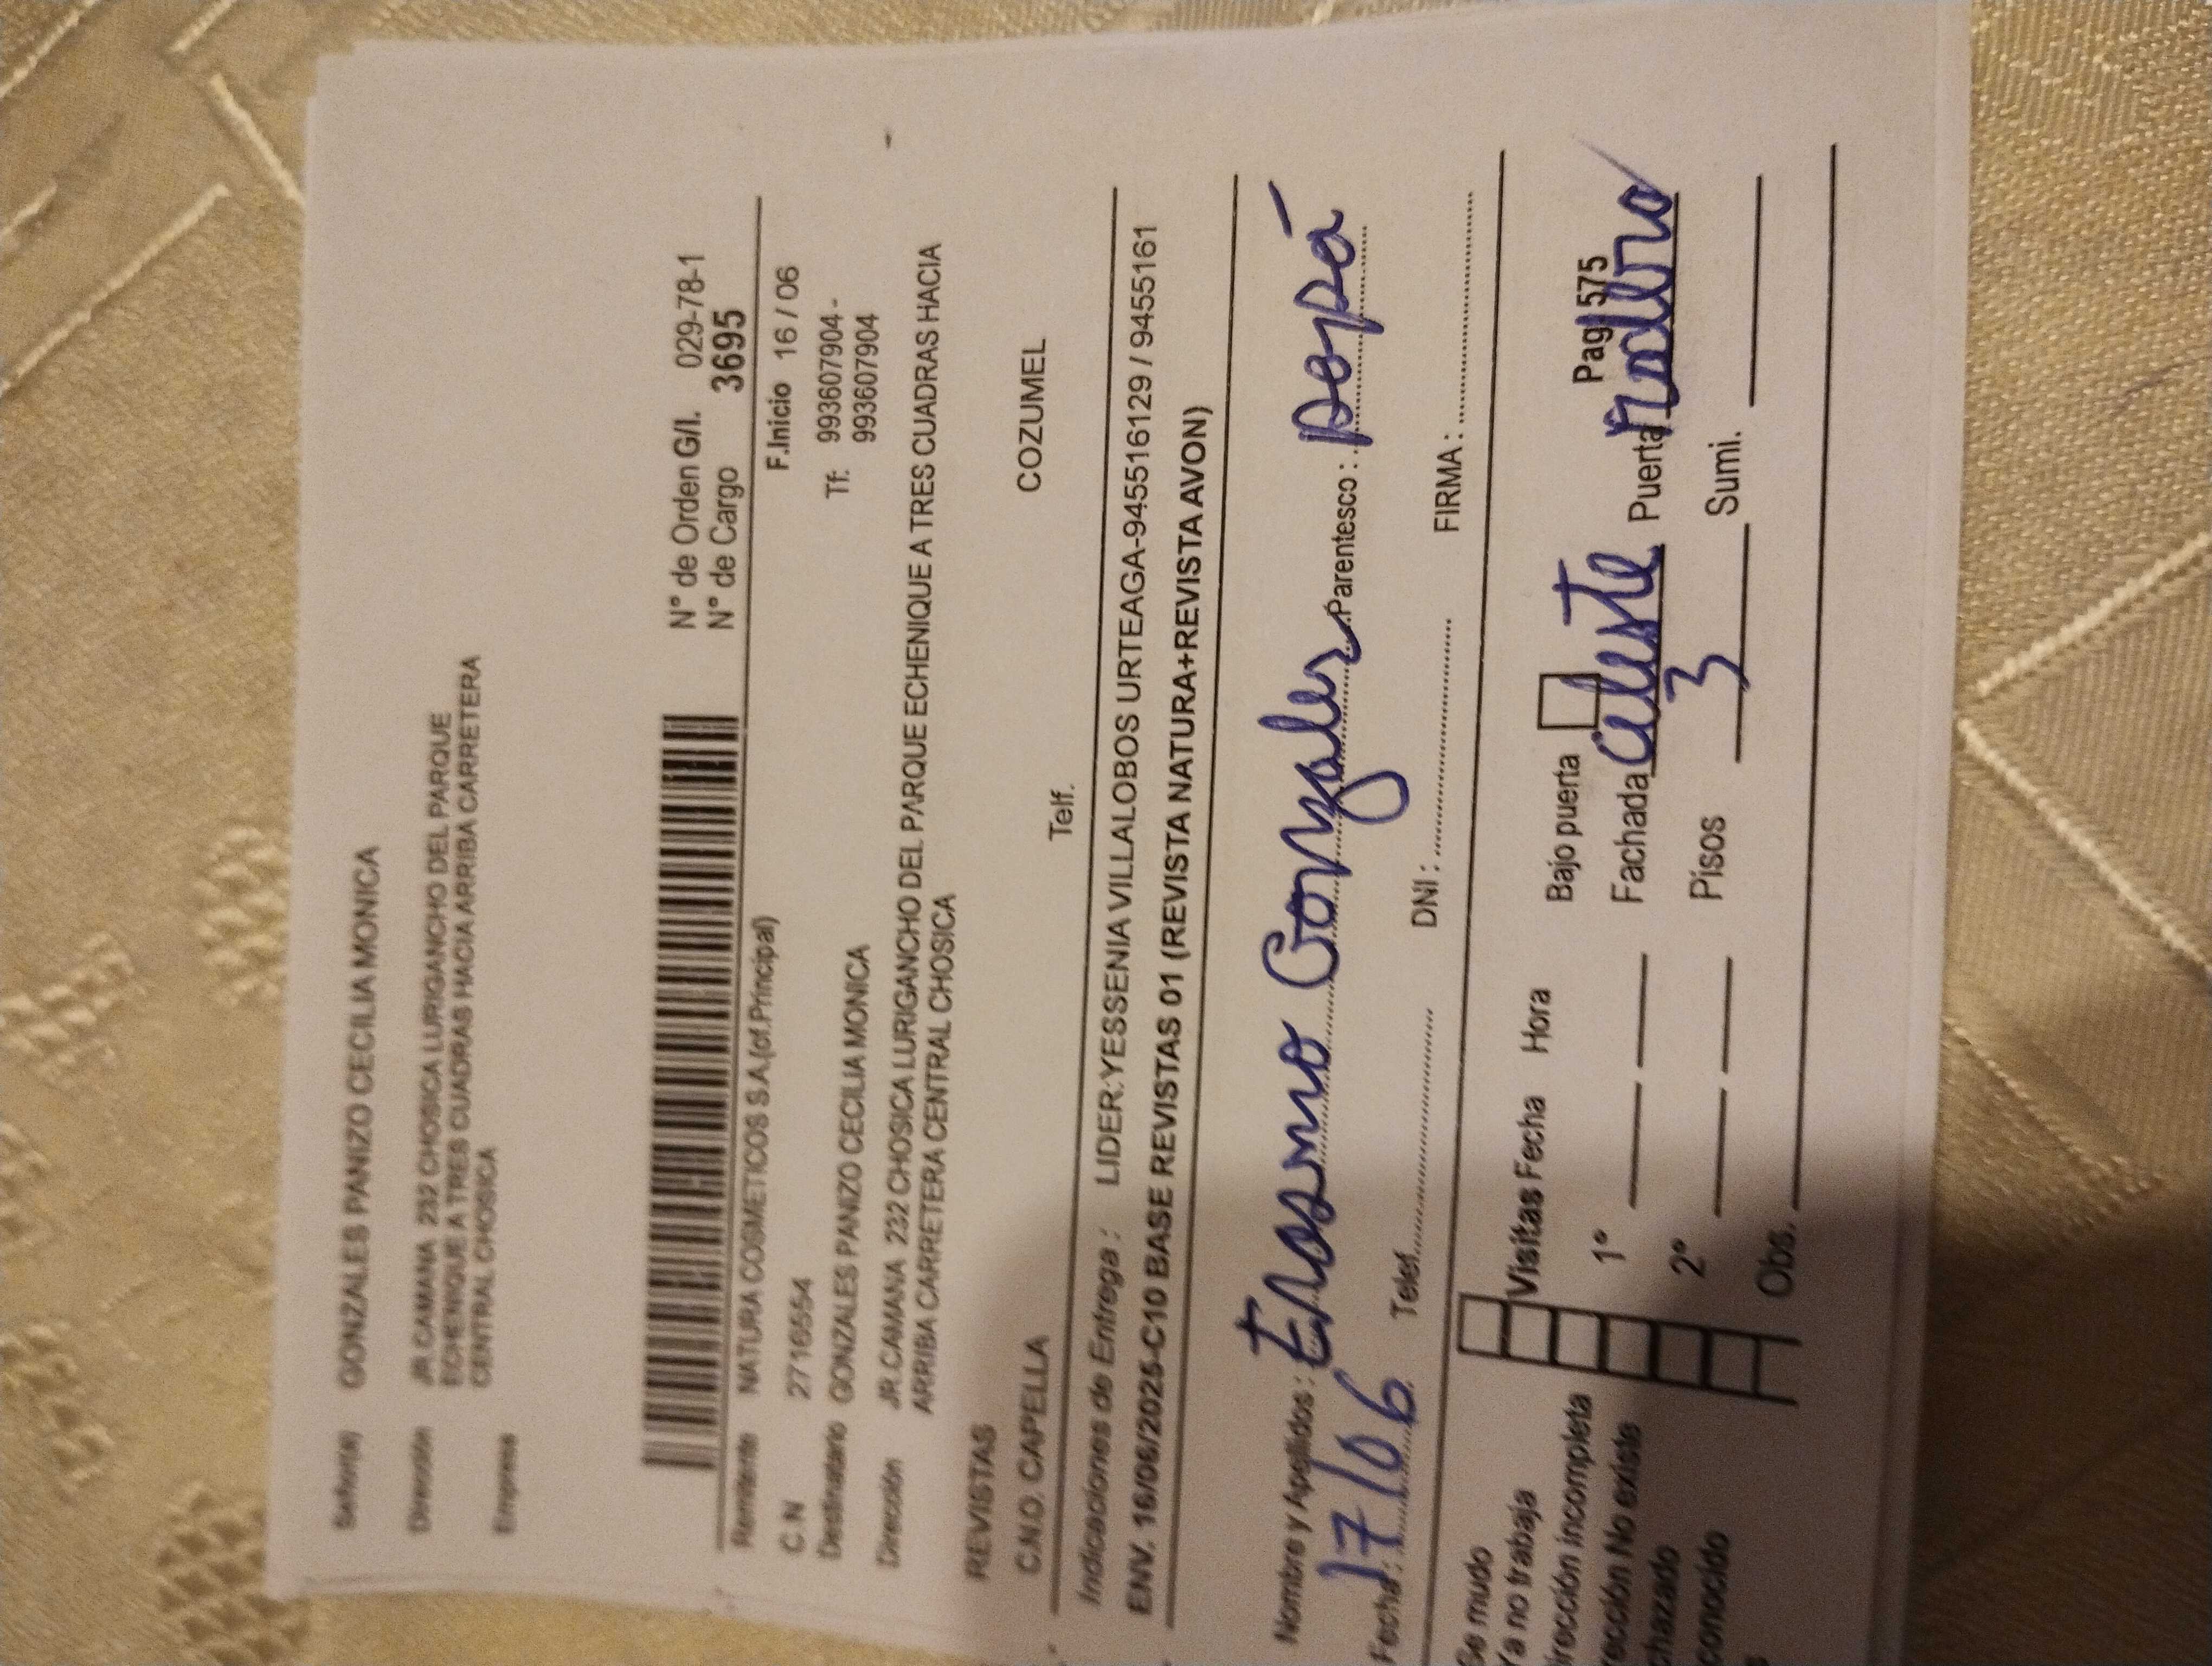 Señor(a) GONZALES PANIZO CECILIA MONICA
Dirección JR.CAMANA 232 CHOSICA LURIGANCHO DEL PARQUE
ECHENIQUE A TRES CUADRAS HACIA ARRIBA CARRETERA
CENTRAL CHOSICA
Empresa
N° de Orden G/I. 029-78-1
N° de Cargo 3695
Remitente NATURA COSMETICOS S.A.(of.Principal) F.Inicio 16 / 06
C.N 2716554 Tf: 993607904 -
993607904
Destinatario GONZALES PANIZO CECILIA MONICA
Dirección JR.CAMANA 232 CHOSICA LURIGANCHO DEL PARQUE ECHENIQUE A TRES CUADRAS HACIA
ARRIBA CARRETERA CENTRAL CHOSICA
REVISTAS
C.N.O. CAPELLA COZUMEL
Telf.
Indicaciones de Entrega : LIDER:YESSENIA VILLALOBOS URTEAGA-945516129 / 9455161
ENV. 16/06/2025-C10 BASE REVISTAS 01 (REVISTA NATURA+REVISTA AVON)
Nombre y Apellidos : Erasmo Gonzales Parentesco : papá
Fecha : 17/06 Telef. DNI : FIRMA :
Se mudo
Ya no trabaja Visitas Fecha Hora Bajo puerta Pag 575
irección incompleta 1° Fachada celeste Puerta
rección No existe
chazado 2° Pisos 3 Sumi.
conocido Obs.